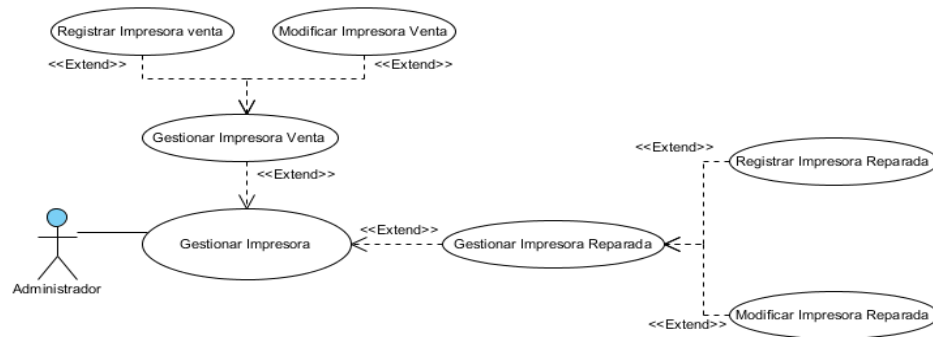 Registrar Impresora venta
Modificar Impresora Venta
<<Extend>>
<<Extend>>
Gestionar Impresora Venta
<<Extend>>
<<Extend>>
Registrar Impresora Reparada
<<Extend>>
Gestionar Impresora
Gestionar Impresora Reparada
Administrador
<<Extend>>
Modificar Impresora Reparada